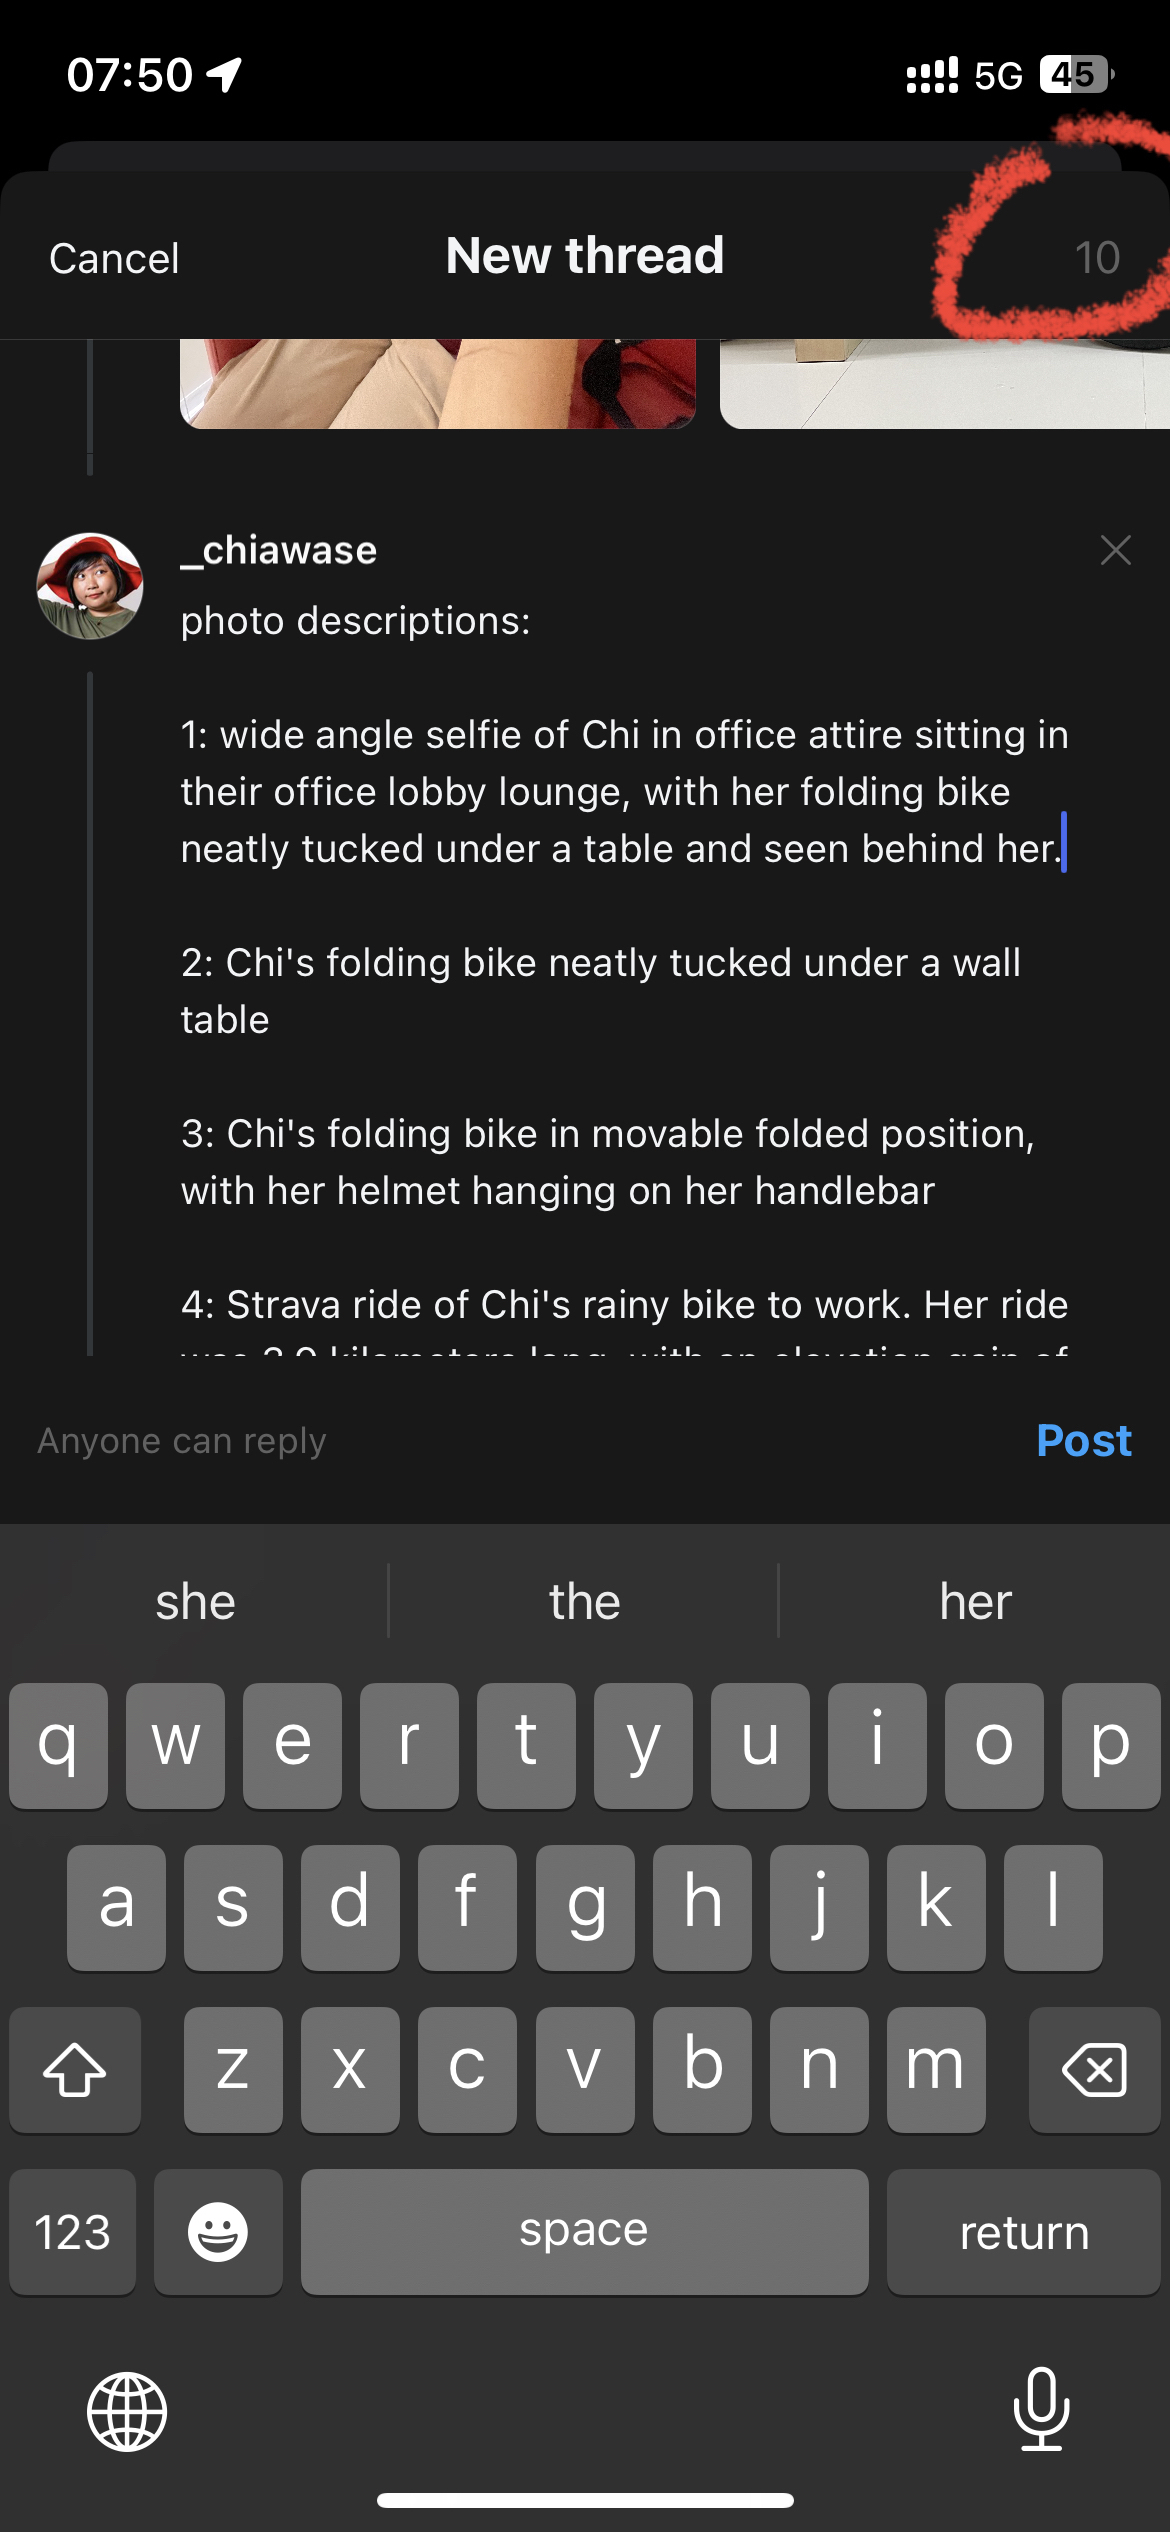 07:50 5G 45
Cancel New thread 10
_chiawase
photo descriptions:
1: wide angle selfie of Chi in office attire sitting in
their office lobby lounge, with her folding bike
neatly tucked under a table and seen behind her.
2: Chi's folding bike neatly tucked under a wall
table
3: Chi's folding bike in movable folded position,
with her helmet hanging on her handlebar
4: Strava ride of Chi's rainy bike to work. Her ride
Anyone can reply Post
she the her
q w e r t y u i o p
a s d f g h j k l
z x c v b n m
123 space return